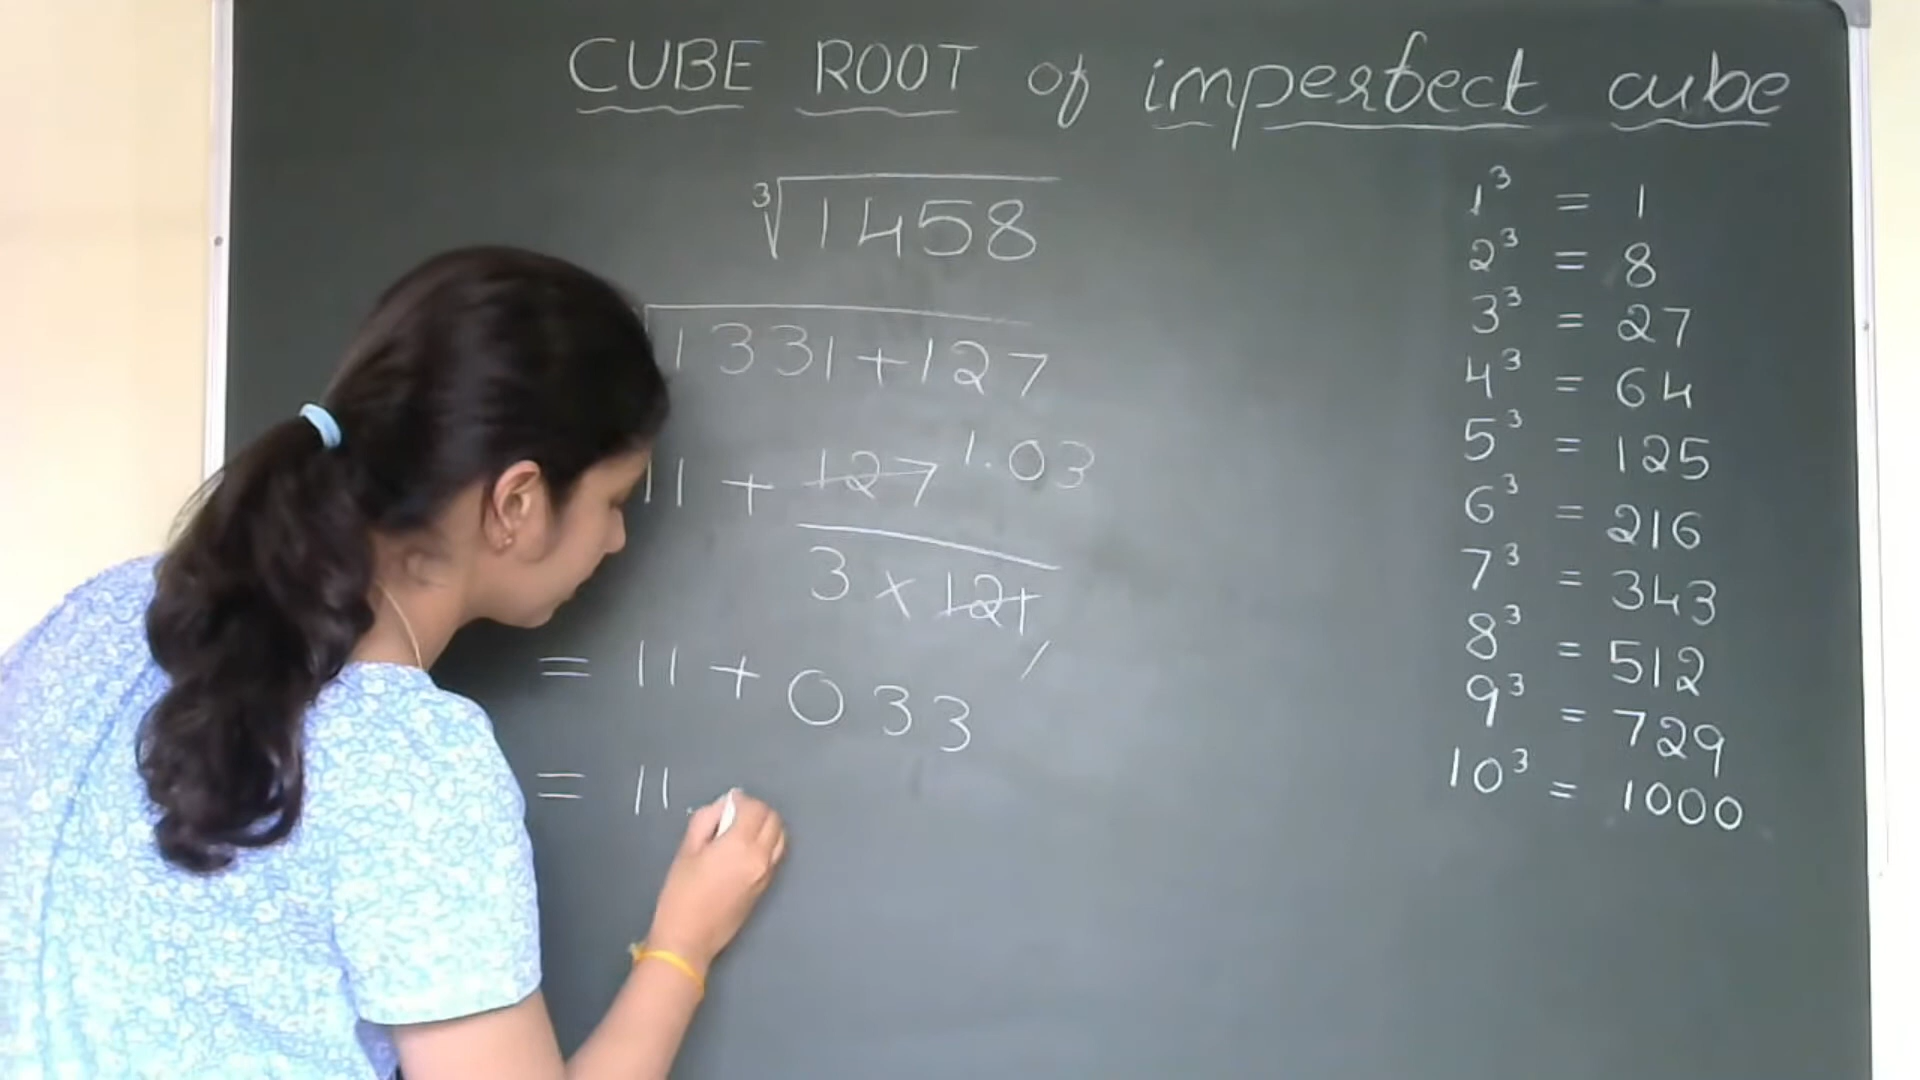 CUBE ROOT of imperfect cube
3√1458
1331+127
11 + 127 1.03
3 × 121
= 11 + 0 33
= 11.
1³ = 1
2³ = 8
3³ = 27
4³ = 64
5³ = 125
6³ = 216
7³ = 343
8³ = 512
9³ = 729
10³ = 1000